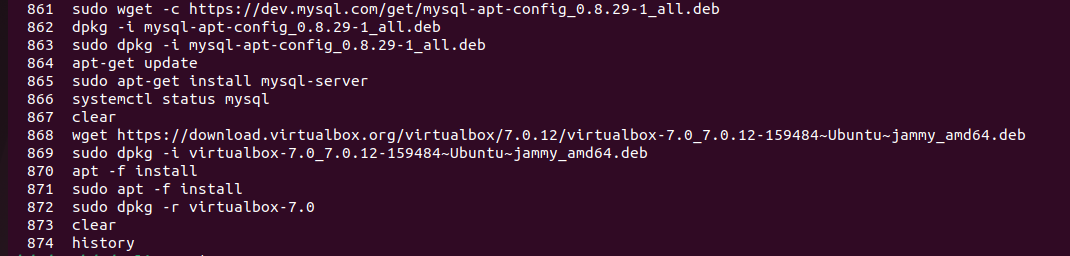 861 sudo wget -c https://dev.mysql.com/get/mysql-apt-config_0.8.29-1_all.deb
862 dpkg -i mysql-apt-config_0.8.29-1_all.deb
863 sudo dpkg -i mysql-apt-config_0.8.29-1_all.deb
864 apt-get update
865 sudo apt-get install mysql-server
866 systemctl status mysql
867 clear
868 wget https://download.virtualbox.org/virtualbox/7.0.12/virtualbox-7.0_7.0.12-159484~Ubuntu~jammy_amd64.deb
869 sudo dpkg -i virtualbox-7.0_7.0.12-159484~Ubuntu~jammy_amd64.deb
870 apt -f install
871 sudo apt -f install
872 sudo dpkg -r virtualbox-7.0
873 clear
874 history